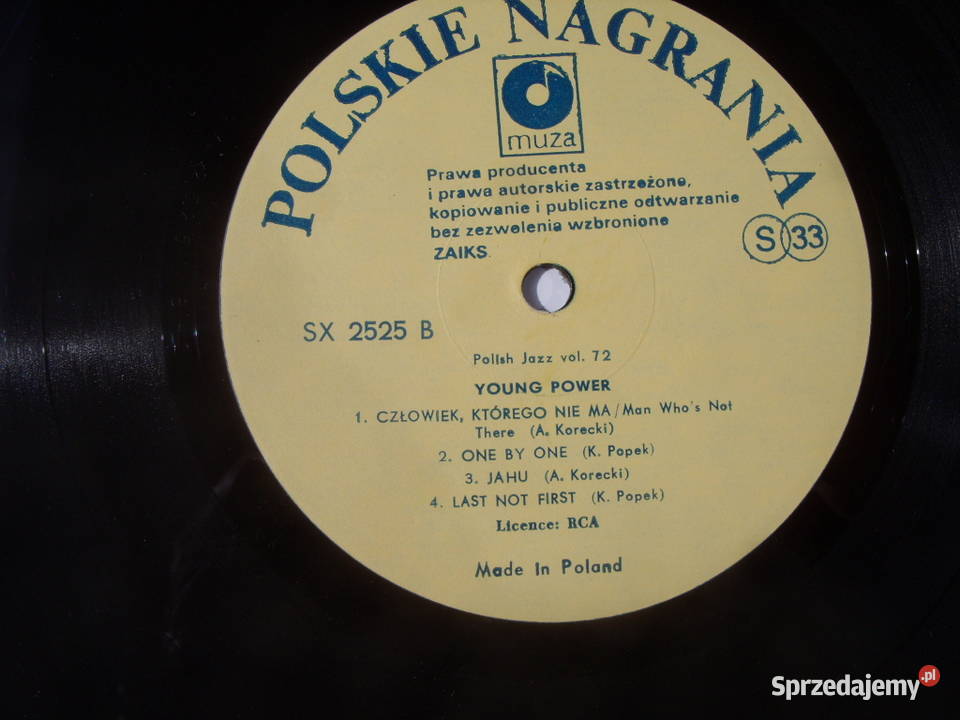 POLSKIE NAGRANIA
muza
Prawa producenta
i prawa autorskie zastrzeżone,
kopiowanie i publiczne odtwarzanie
bez zezwolenia wzbronione
ZAIKS
S 33
SX 2525 B
Polish Jazz vol. 72
YOUNG POWER
1. CZŁOWIEK, KTÓREGO NIE MA/Man Who's Not
There (A. Korecki)
2. ONE BY ONE (K. Popek)
3. JAHU (A. Korecki)
4. LAST NOT FIRST (K. Popek)
Licence: RCA
Made In Poland
Sprzedajemy.pl